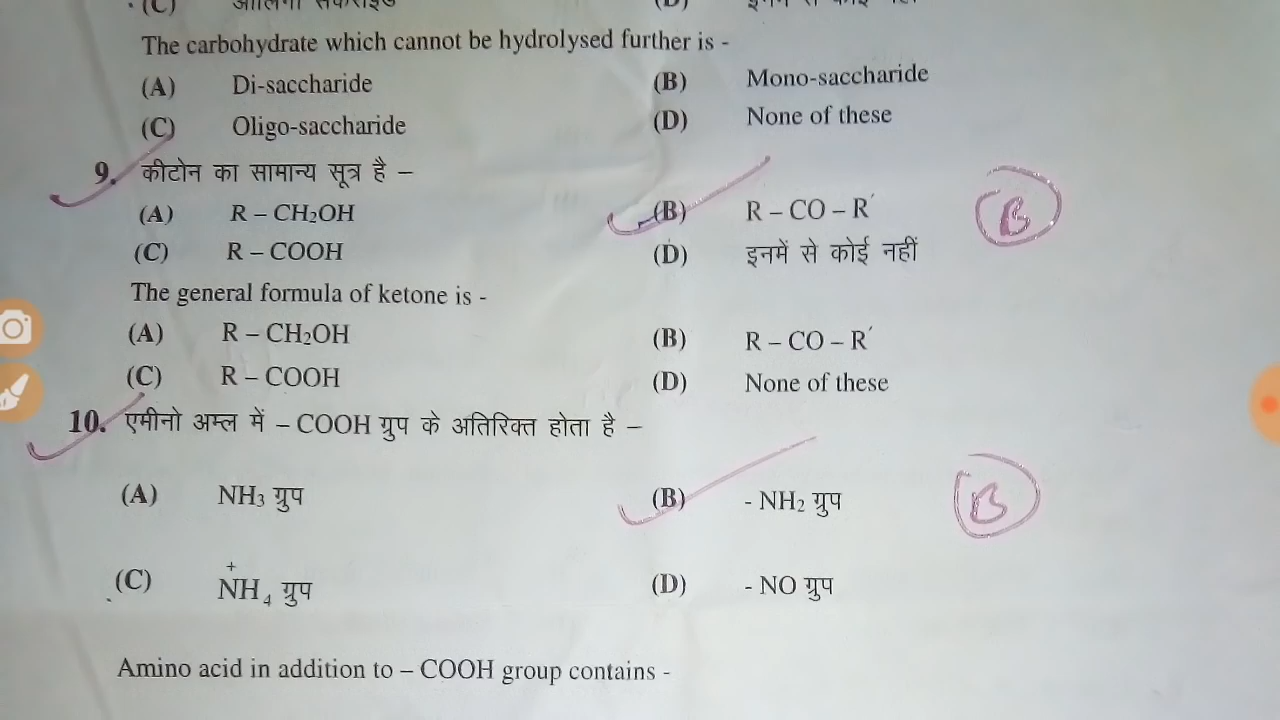 (C) (D)
The carbohydrate which cannot be hydrolysed further is -
(A) Di-saccharide (B) Mono-saccharide
(C) Oligo-saccharide (D) None of these
9. कीटोन का सामान्य सूत्र है –
(A) R – CH₂OH (B) R – CO – R′ B
(C) R – COOH (D) इनमें से कोई नहीं
The general formula of ketone is -
(A) R – CH₂OH (B) R – CO – R′
(C) R – COOH (D) None of these
10. एमीनो अम्ल में – COOH ग्रुप के अतिरिक्त होता है –
(A) NH₃ ग्रुप (B) - NH₂ ग्रुप B
(C) N⁺H₄ ग्रुप (D) - NO ग्रुप
Amino acid in addition to – COOH group contains -